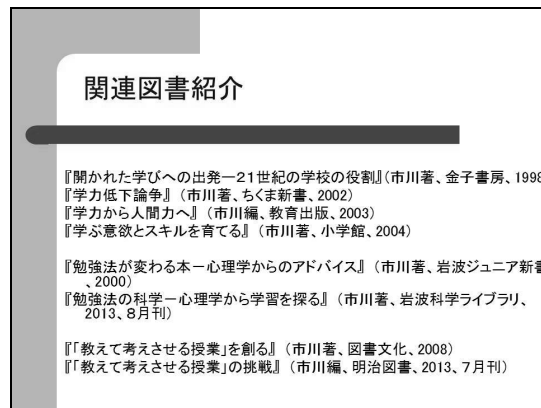 関連図書紹介
『開かれた学びへの出発ー21世紀の学校の役割』(市川著、金子書房、1998
『学力低下論争』（市川著、ちくま新書、2002）
『学力から人間力へ』（市川編、教育出版、2003）
『学ぶ意欲とスキルを育てる』（市川著、小学館、2004）
『勉強法が変わる本ー心理学からのアドバイス』（市川著、岩波ジュニア新書
、2000）
『勉強法の科学ー心理学から学習を探る』（市川著、岩波科学ライブラリ、
2013、８月刊）
『「教えて考えさせる授業」を創る』（市川著、図書文化、2008）
『「教えて考えさせる授業」の挑戦』（市川編、明治図書、2013、７月刊）